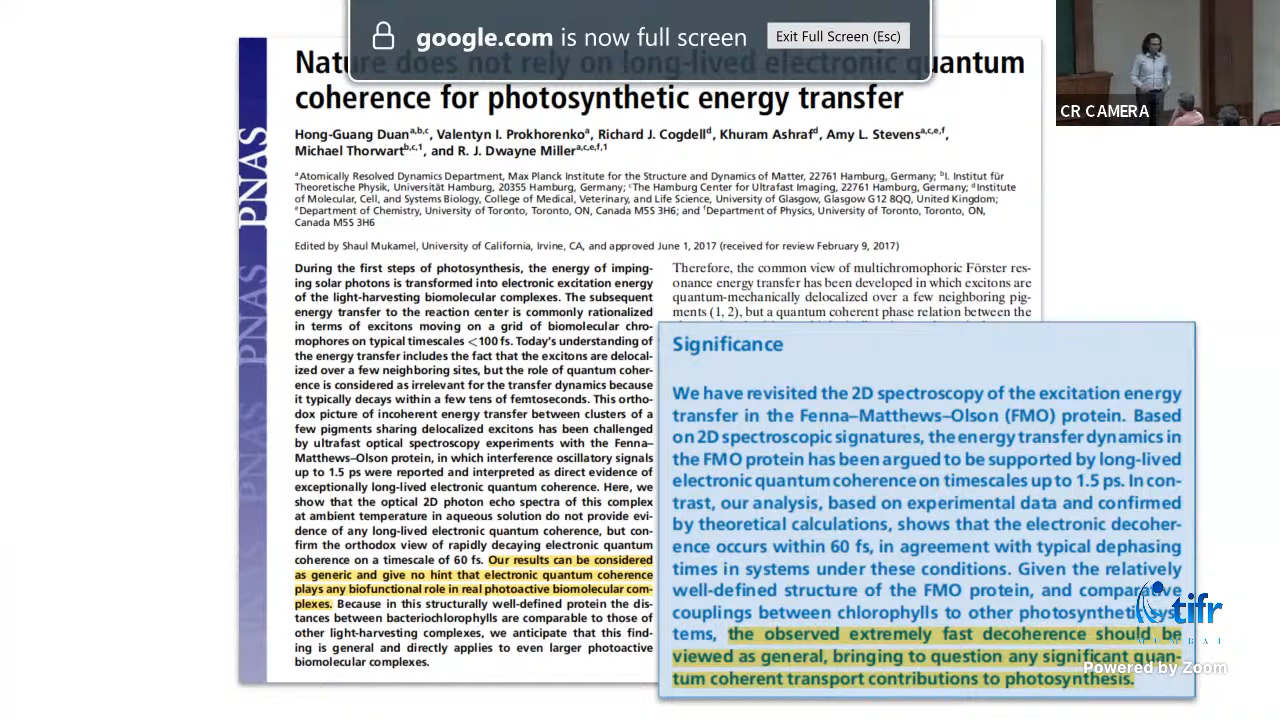 google.com is now full screen
Exit Full Screen (Esc)
CR CAMERA
PNAS
Nature does not rely on long-lived electronic quantum
coherence for photosynthetic energy transfer
Hong-Guang Duana,b,c, Valentyn I. Prokhorenkoa, Richard J. Cogdelld, Khuram Ashrafd, Amy L. Stevensa,c,e,f,
Michael Thorwartb,c,1, and R. J. Dwayne Millera,c,e,f,1
aAtomically Resolved Dynamics Department, Max Planck Institute for the Structure and Dynamics of Matter, 22761 Hamburg, Germany; bI. Institut für
Theoretische Physik, Universität Hamburg, 20355 Hamburg, Germany; cThe Hamburg Center for Ultrafast Imaging, 22761 Hamburg, Germany; dInstitute
of Molecular, Cell, and Systems Biology, College of Medical, Veterinary, and Life Science, University of Glasgow, Glasgow G12 8QQ, United Kingdom;
eDepartment of Chemistry, University of Toronto, Toronto, ON, Canada M5S 3H6; and fDepartment of Physics, University of Toronto, Toronto, ON,
Canada M5S 3H6
Edited by Shaul Mukamel, University of California, Irvine, CA, and approved June 1, 2017 (received for review February 9, 2017)
During the first steps of photosynthesis, the energy of imping-
ing solar photons is transformed into electronic excitation energy
of the light-harvesting biomolecular complexes. The subsequent
energy transfer to the reaction center is commonly rationalized
in terms of excitons moving on a grid of biomolecular chro-
mophores on typical timescales <100 fs. Today's understanding of
the energy transfer includes the fact that the excitons are delocal-
ized over a few neighboring sites, but the role of quantum coher-
ence is considered as irrelevant for the transfer dynamics because
it typically decays within a few tens of femtoseconds. This ortho-
dox picture of incoherent energy transfer between clusters of a
few pigments sharing delocalized excitons has been challenged
by ultrafast optical spectroscopy experiments with the Fenna–
Matthews–Olson protein, in which interference oscillatory signals
up to 1.5 ps were reported and interpreted as direct evidence of
exceptionally long-lived electronic quantum coherence. Here, we
show that the optical 2D photon echo spectra of this complex
at ambient temperature in aqueous solution do not provide evi-
dence of any long-lived electronic quantum coherence, but con-
firm the orthodox view of rapidly decaying electronic quantum
coherence on a timescale of 60 fs. Our results can be considered
as generic and give no hint that electronic quantum coherence
plays any biofunctional role in real photoactive biomolecular com-
plexes. Because in this structurally well-defined protein the dis-
tances between bacteriochlorophylls are comparable to those of
other light-harvesting complexes, we anticipate that this find-
ing is general and directly applies to even larger photoactive
biomolecular complexes.
Therefore, the common view of multichromophoric Förster res-
onance energy transfer has been developed in which excitons are
quantum-mechanically delocalized over a few neighboring pig-
ments (1, 2), but a quantum coherent phase relation between the
Significance
We have revisited the 2D spectroscopy of the excitation energy
transfer in the Fenna–Matthews–Olson (FMO) protein. Based
on 2D spectroscopic signatures, the energy transfer dynamics in
the FMO protein has been argued to be supported by long-lived
electronic quantum coherence on timescales up to 1.5 ps. In con-
trast, our analysis, based on experimental data and confirmed
by theoretical calculations, shows that the electronic decoher-
ence occurs within 60 fs, in agreement with typical dephasing
times in systems under these conditions. Given the relatively
well-defined structure of the FMO protein, and comparative
couplings between chlorophylls to other photosynthetic sys-
tems, the observed extremely fast decoherence should be
viewed as general, bringing to question any significant quan-
tum coherent transport contributions to photosynthesis.
tifr
MUMBAI
Powered by Zoom